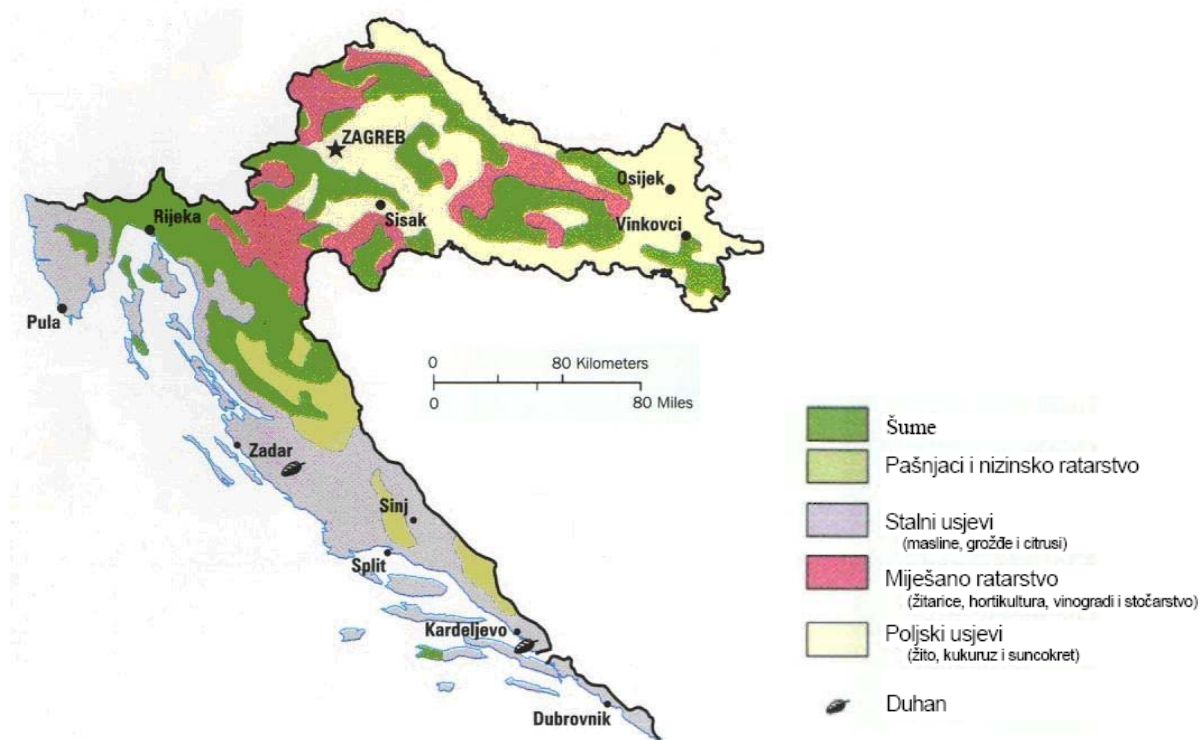 ZAGREB
Osijek
Rijeka
Sisak
Vinkovci
Pula
0 80 Kilometers
0 80 Miles
Zadar
Sinj
Split
Kardeljevo
Dubrovnik
Šume
Pašnjaci i nizinsko ratarstvo
Stalni usjevi
(masline, grožđe i citrusi)
Miješano ratarstvo
(žitarice, hortikultura, vinogradi i stočarstvo)
Poljski usjevi
(žito, kukuruz i suncokret)
Duhan